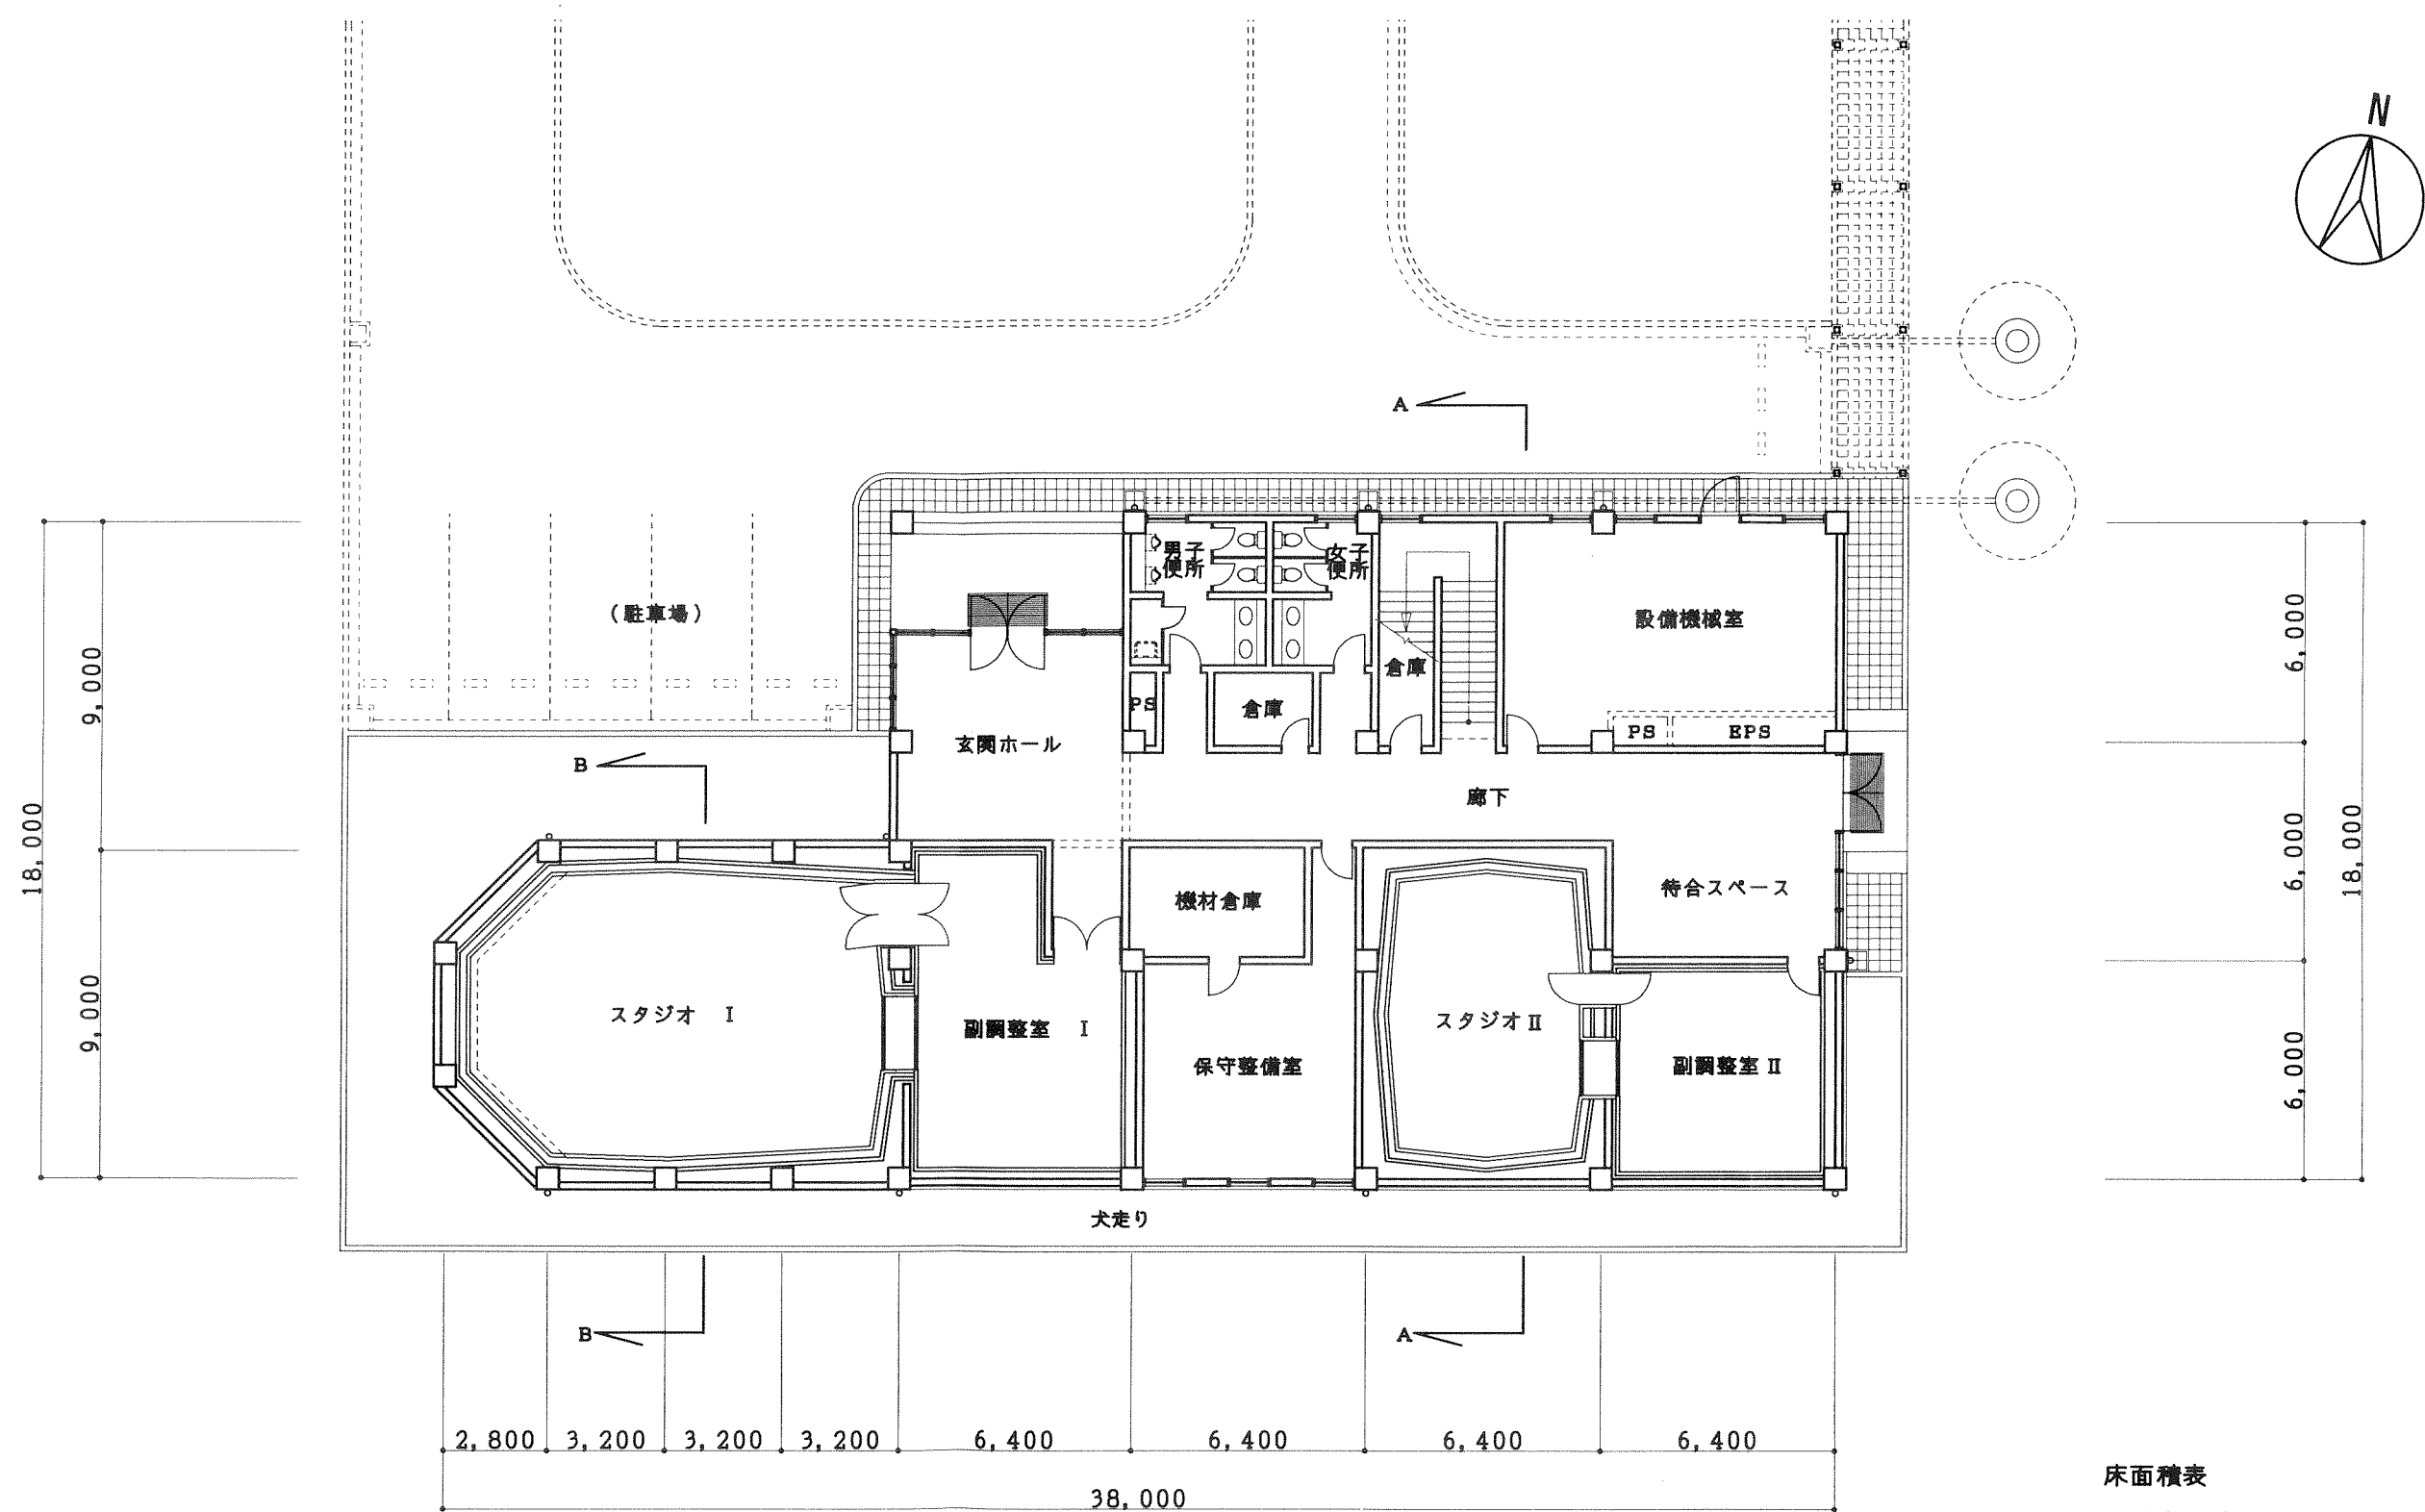 N
A
男子
便所
女子
便所
(駐車場)
設備機械室
倉庫
PS
倉庫
PS
EPS
玄関ホール
B
廊下
待合スペース
機材倉庫
スタジオ Ⅰ
副調整室 Ⅰ
スタジオⅡ
保守整備室
副調整室Ⅱ
犬走り
B
A
18,000
9,000
9,000
6,000
6,000
6,000
18,000
2,800
3,200
3,200
3,200
6,400
6,400
6,400
6,400
38,000
床面積表